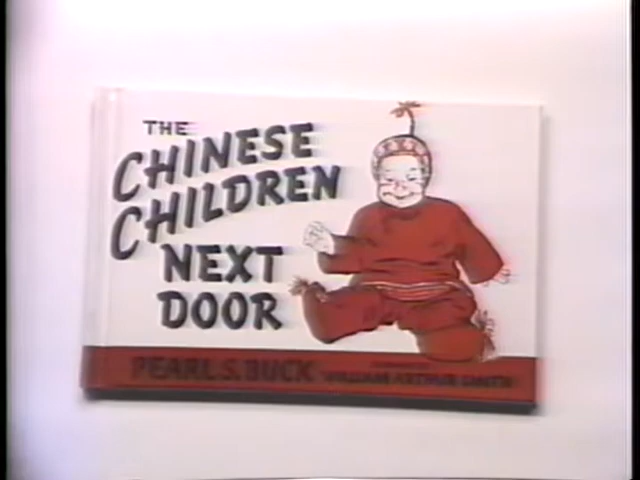 THE
CHINESE
CHILDREN
NEXT
DOOR
PEARL S. BUCK
WILLIAM ARTHUR SMITH